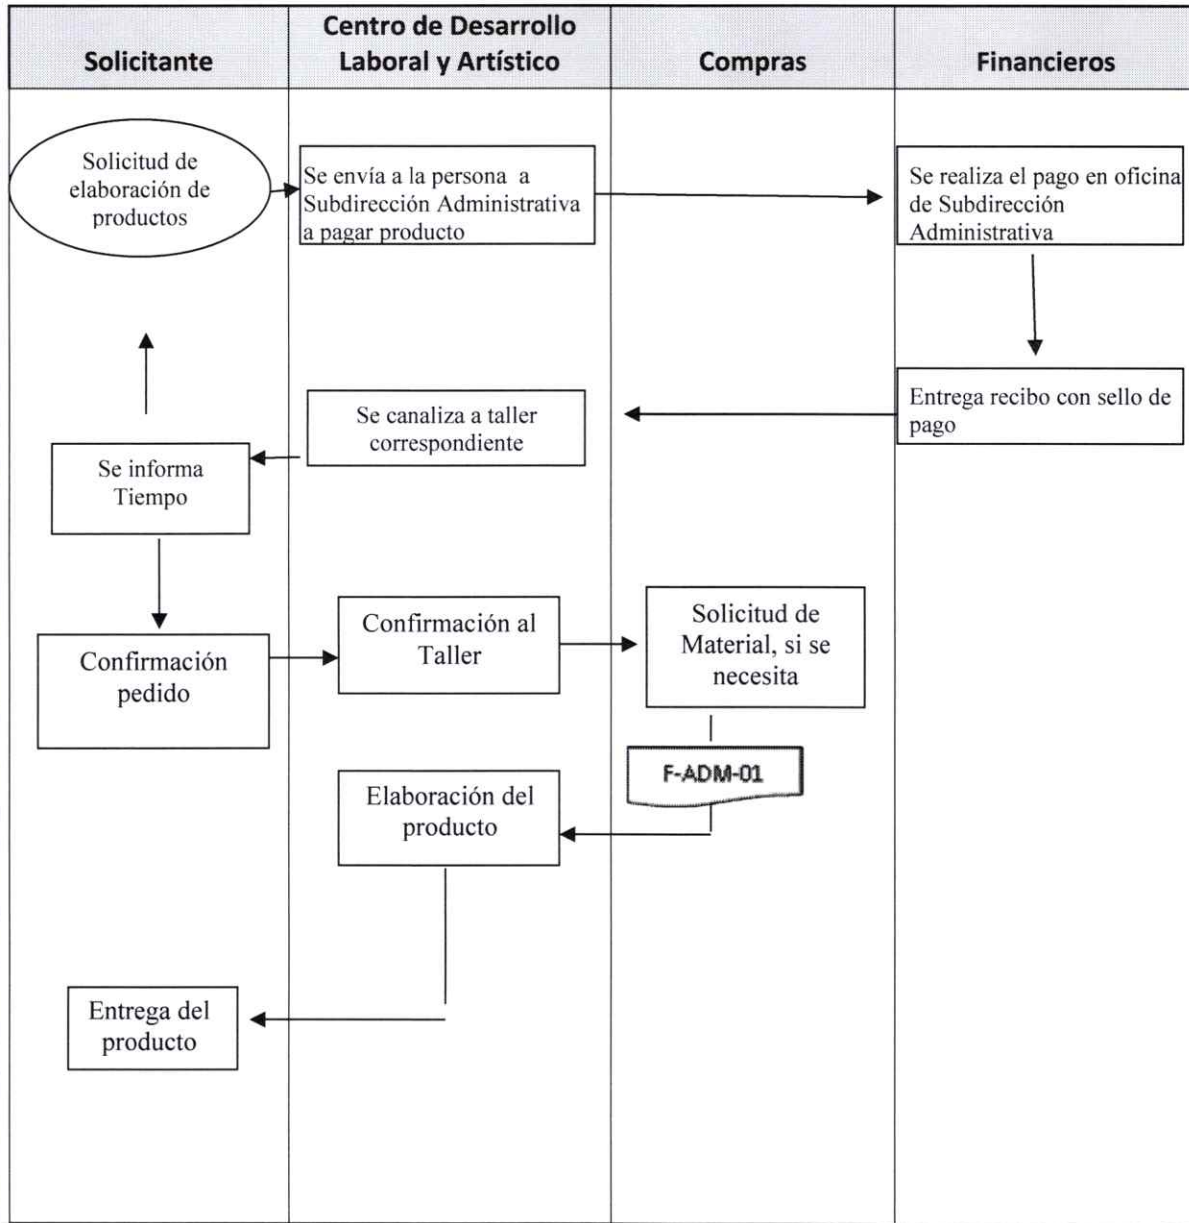 Solicitante
Centro de Desarrollo
Laboral y Artístico
Compras
Financieros
Solicitud de
elaboración de
productos
Se envía a la persona a
Subdirección Administrativa
a pagar producto
Se realiza el pago en oficina
de Subdirección
Administrativa
Entrega recibo con sello de
pago
Se canaliza a taller
correspondiente
Se informa
Tiempo
Confirmación
pedido
Confirmación al
Taller
Solicitud de
Material, si se
necesita
F-ADM-01
Elaboración del
producto
Entrega del
producto